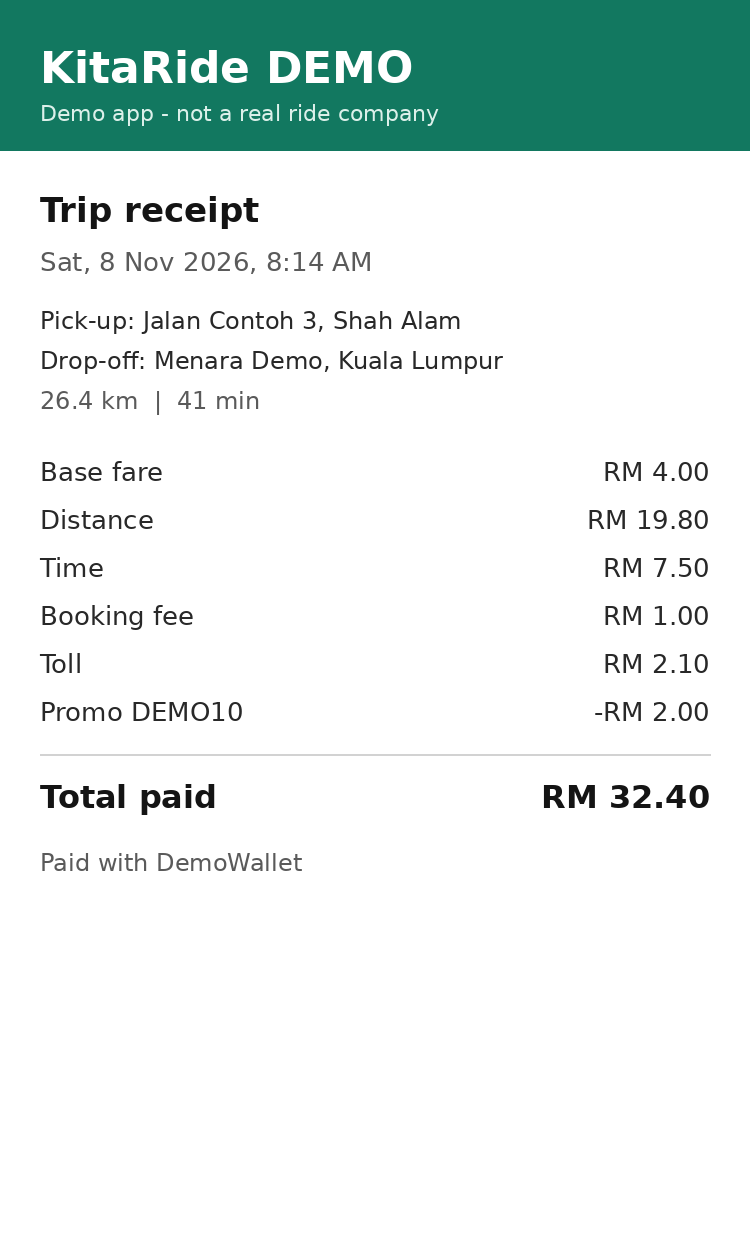 KitaRide DEMO
Demo app - not a real ride company
Trip receipt
Sat, 8 Nov 2026, 8:14 AM
Pick-up: Jalan Contoh 3, Shah Alam
Drop-off: Menara Demo, Kuala Lumpur
26.4 km | 41 min
Base fare RM 4.00
Distance RM 19.80
Time RM 7.50
Booking fee RM 1.00
Toll RM 2.10
Promo DEMO10 -RM 2.00
Total paid RM 32.40
Paid with DemoWallet